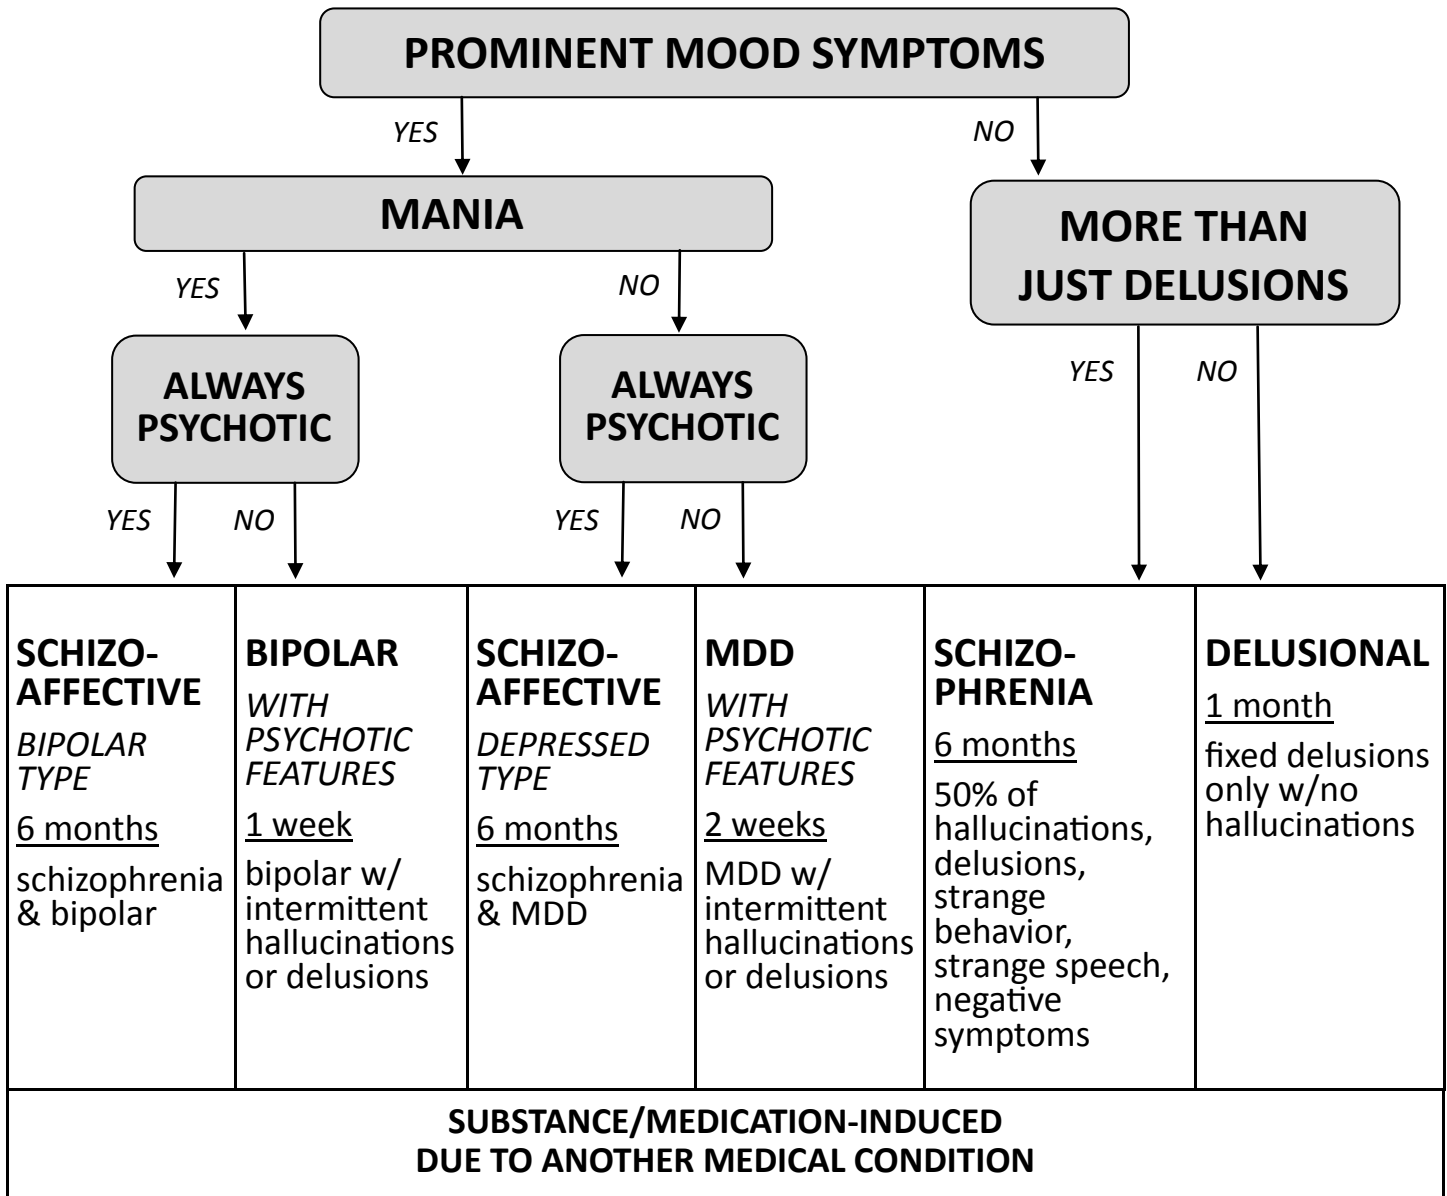 PROMINENT MOOD SYMPTOMS
YES
NO
MANIA
MORE THAN
JUST DELUSIONS
YES
NO
YES
NO
ALWAYS
PSYCHOTIC
ALWAYS
PSYCHOTIC
YES
NO
YES
NO
SCHIZO-
AFFECTIVE
BIPOLAR
TYPE
6 months
schizophrenia
& bipolar
BIPOLAR
WITH
PSYCHOTIC
FEATURES
1 week
bipolar w/
intermittent
hallucinations
or delusions
SCHIZO-
AFFECTIVE
DEPRESSED
TYPE
6 months
schizophrenia
& MDD
MDD
WITH
PSYCHOTIC
FEATURES
2 weeks
MDD w/
intermittent
hallucinations
or delusions
SCHIZO-
PHRENIA
6 months
50% of
hallucinations,
delusions,
strange
behavior,
strange speech,
negative
symptoms
DELUSIONAL
1 month
fixed delusions
only w/no
hallucinations
SUBSTANCE/MEDICATION-INDUCED
DUE TO ANOTHER MEDICAL CONDITION